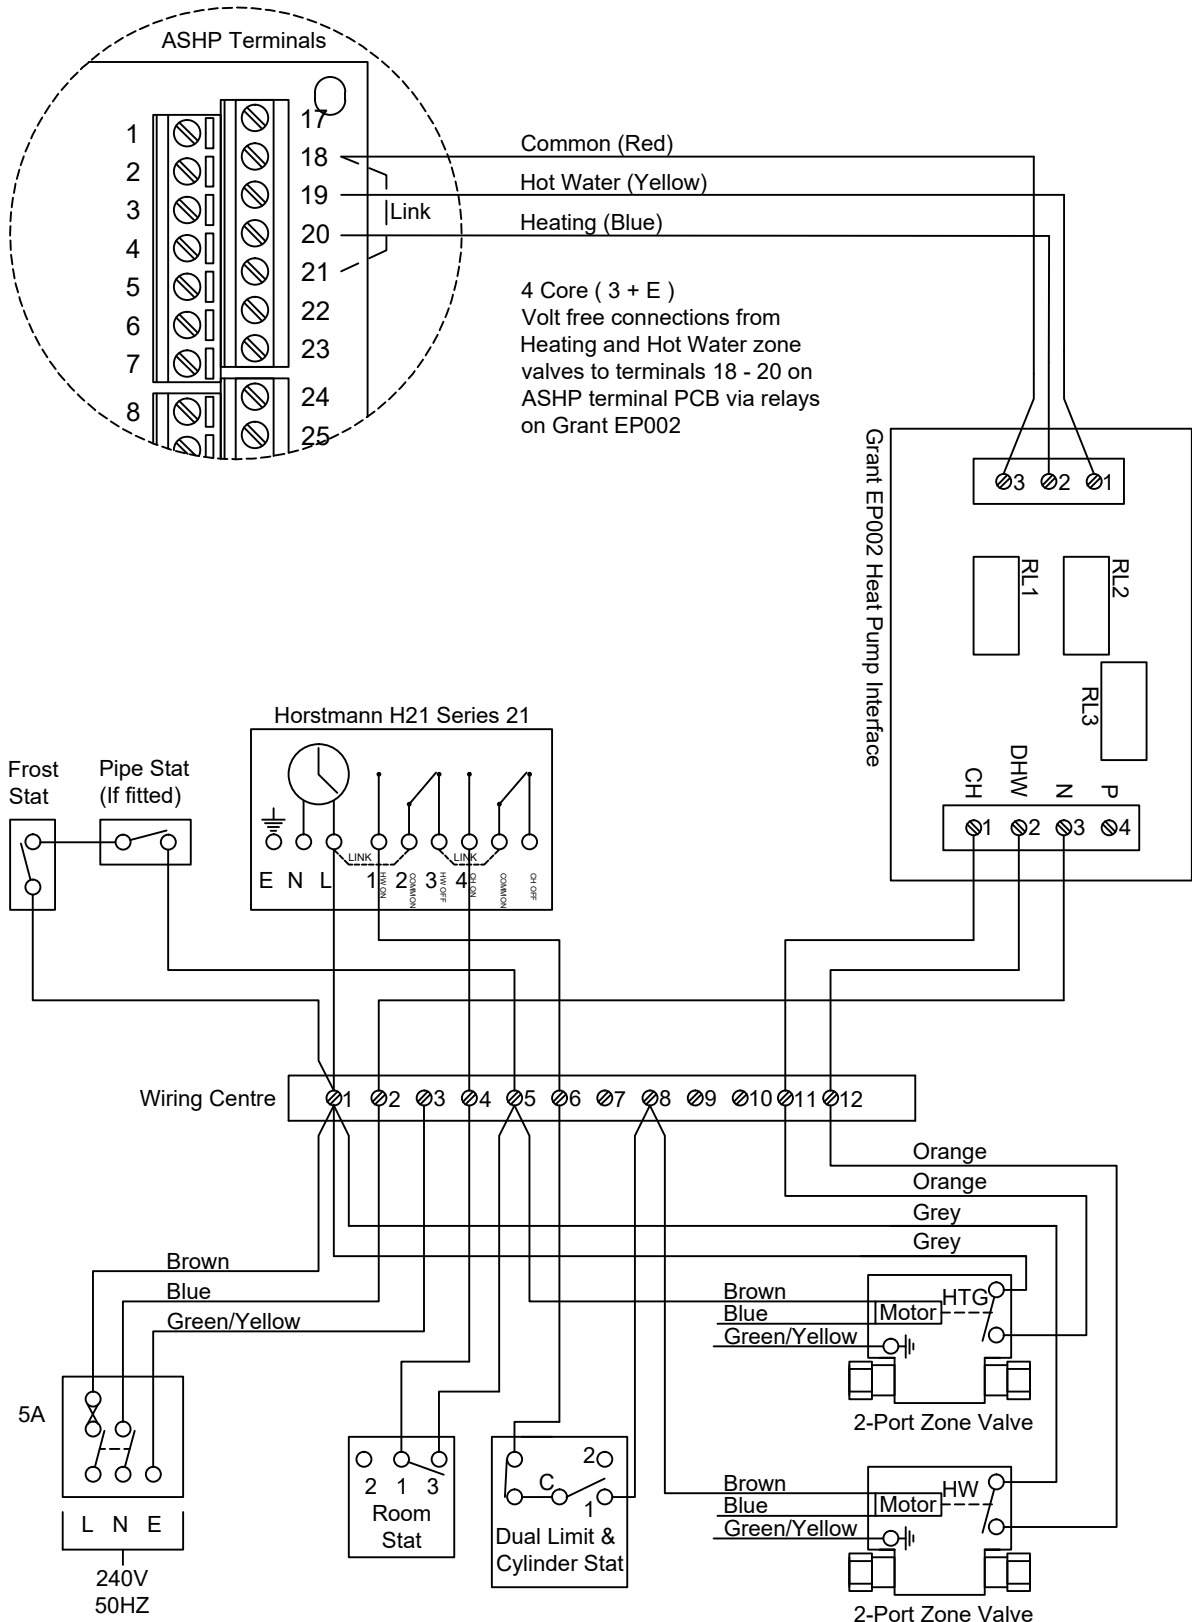 ASHP Terminals
1
2
3
4
5
6
7
8
17
18
19
20
21
22
23
24
25
Link
Common (Red)
Hot Water (Yellow)
Heating (Blue)
4 Core ( 3 + E )
Volt free connections from
Heating and Hot Water zone
valves to terminals 18 - 20 on
ASHP terminal PCB via relays
on Grant EP002
Grant EP002 Heat Pump Interface
3 2 1
RL1
RL2
RL3
CH DHW N P
1 2 3 4
Horstmann H21 Series 21
LINK LINK
E N L 1 2 3 4
HW ON
COMMON
HW OFF
CH ON
COMMON
CH OFF
Frost
Stat
Pipe Stat
(If fitted)
Wiring Centre
1 2 3 4 5 6 7 8 9 10 11 12
Orange
Orange
Grey
Grey
Brown
Blue
Green/Yellow
5A
L N E
240V
50HZ
2 1 3
Room
Stat
2
C
1
Dual Limit &
Cylinder Stat
Brown
Blue
Green/Yellow
Motor
HTG
2-Port Zone Valve
Brown
Blue
Green/Yellow
Motor
HW
2-Port Zone Valve